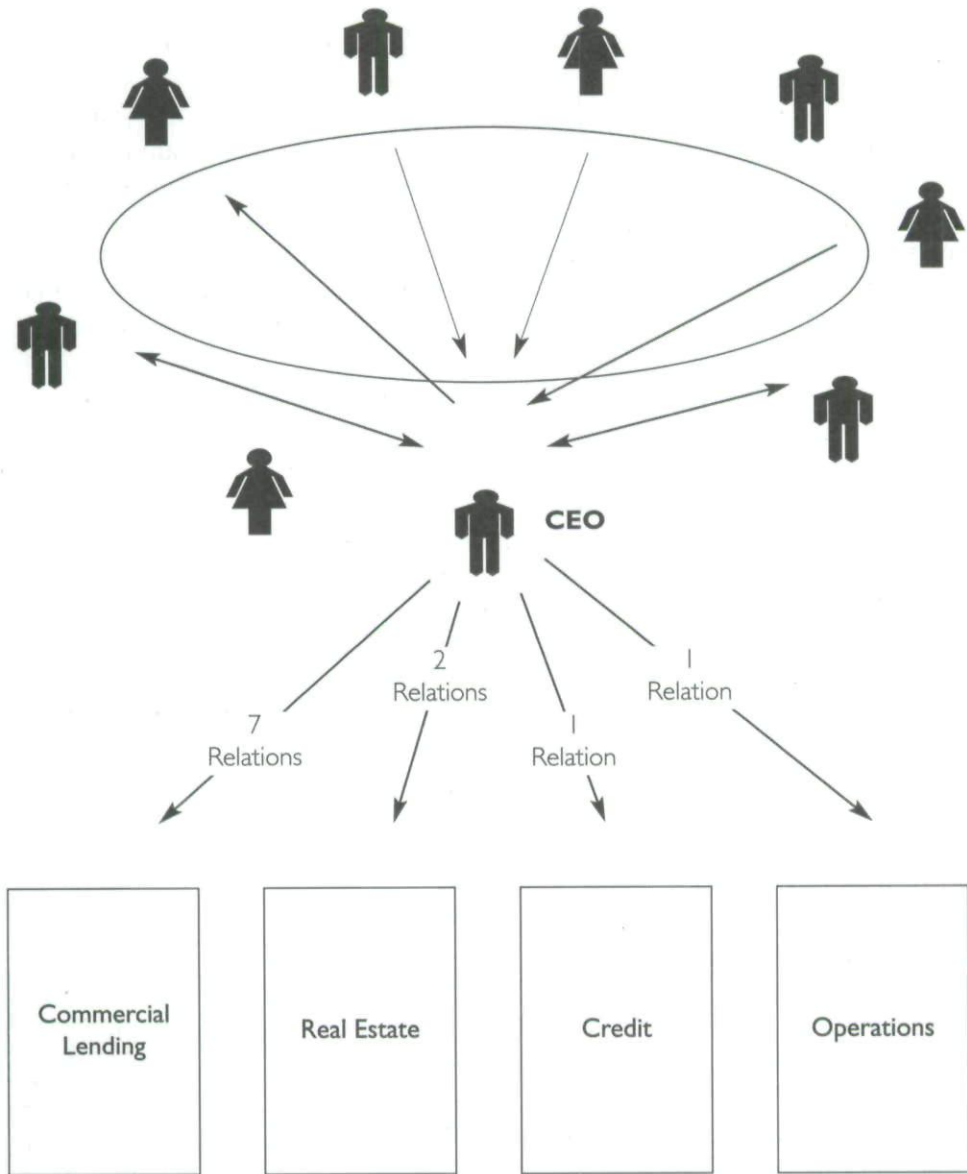 CEO
2
Relations
1
Relation
7
Relations
1
Relation
Commercial
Lending
Real Estate
Credit
Operations